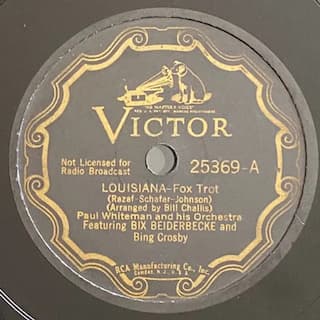 "HIS MASTER'S VOICE"
VICTOR
Not Licensed for
Radio Broadcast
25369-A
LOUISIANA-Fox Trot
(Razaf-Schafer-Johnson)
(Arranged by Bill Challis)
Paul Whiteman and his Orchestra
Featuring BIX BEIDERBECKE and
Bing Crosby
RCA Manufacturing Co., Inc.
Camden, N.J., U.S.A.